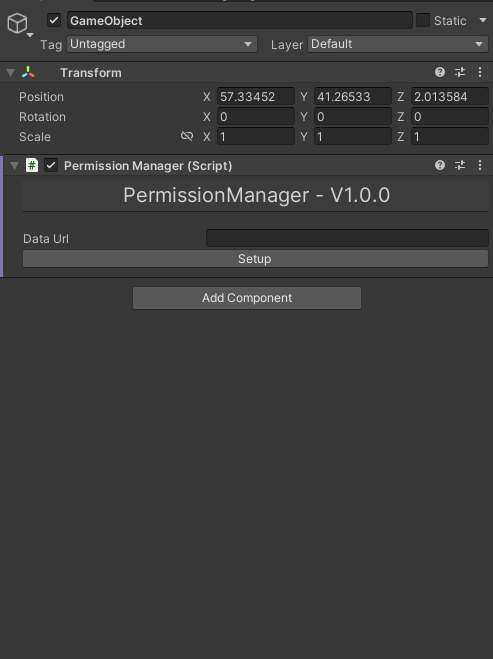 GameObject Static
Tag Untagged Layer Default
Transform
Position X 57.33452 Y 41.26533 Z 2.013584
Rotation X 0 Y 0 Z 0
Scale X 1 Y 1 Z 1
# Permission Manager (Script)
PermissionManager - V1.0.0
Data Url
Setup
Add Component